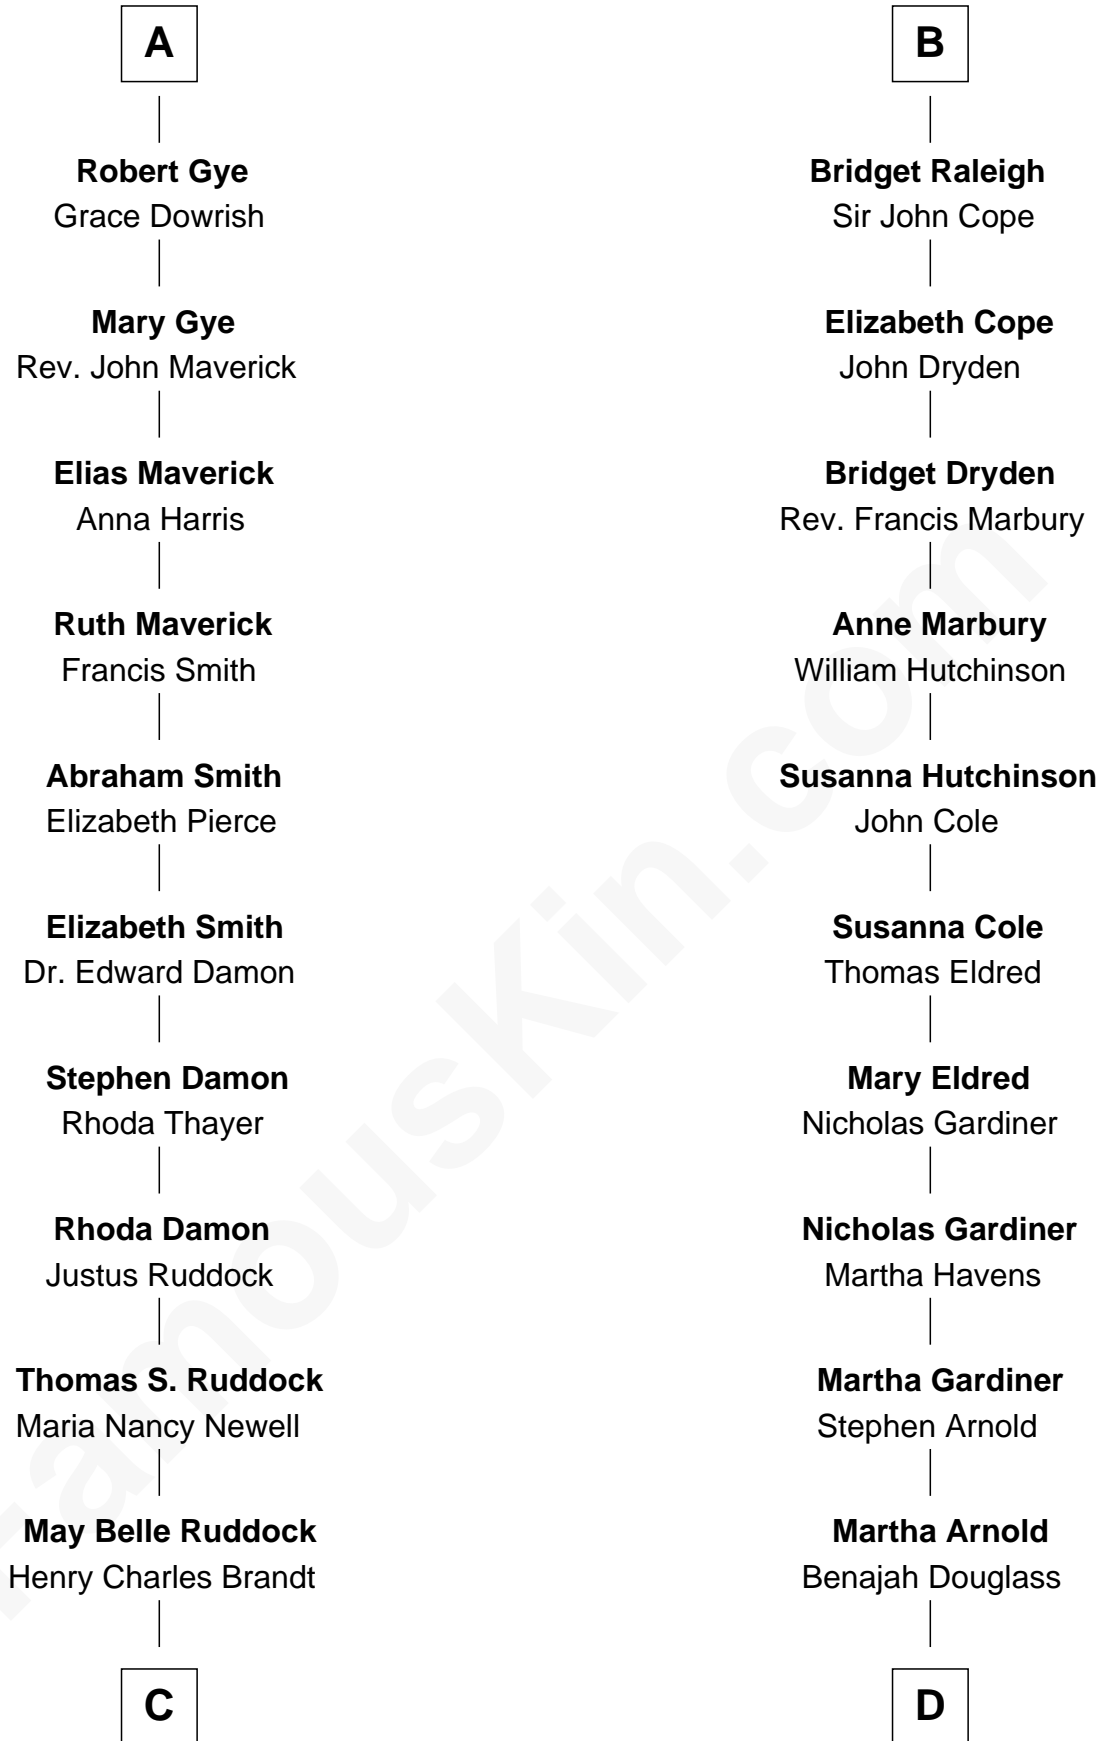 A
Robert Gye
Grace Dowrish
Mary Gye
Rev. John Maverick
Elias Maverick
Anna Harris
Ruth Maverick
Francis Smith
Abraham Smith
Elizabeth Pierce
Elizabeth Smith
Dr. Edward Damon
Stephen Damon
Rhoda Thayer
Rhoda Damon
Justus Ruddock
Thomas S. Ruddock
Maria Nancy Newell
May Belle Ruddock
Henry Charles Brandt
C
B
Bridget Raleigh
Sir John Cope
Elizabeth Cope
John Dryden
Bridget Dryden
Rev. Francis Marbury
Anne Marbury
William Hutchinson
Susanna Hutchinson
John Cole
Susanna Cole
Thomas Eldred
Mary Eldred
Nicholas Gardiner
Nicholas Gardiner
Martha Havens
Martha Gardiner
Stephen Arnold
Martha Arnold
Benajah Douglass
D
FamousKin.com